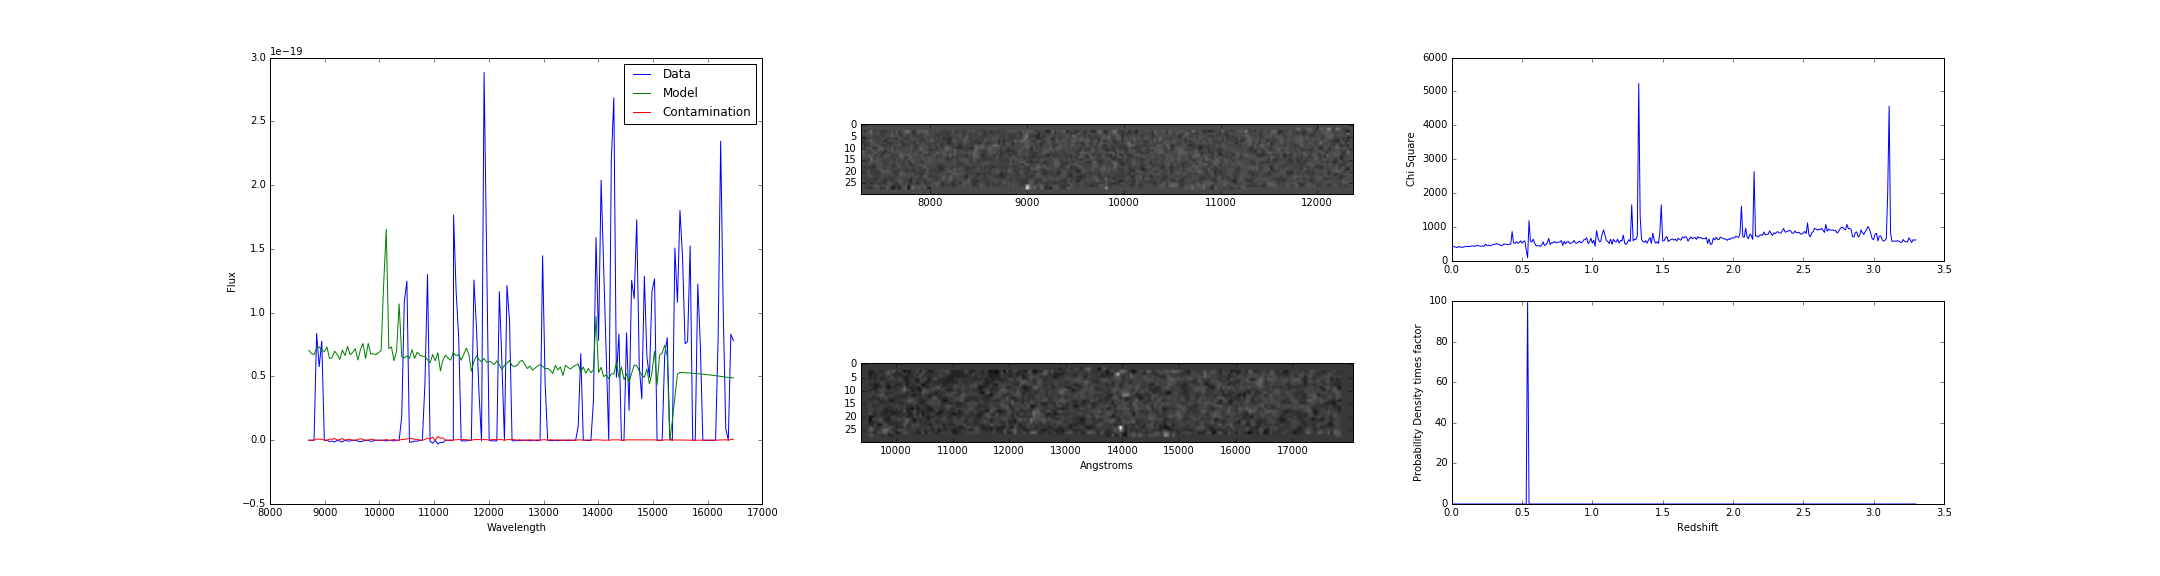 1e−19
3.0
2.5
2.0
1.5
1.0
0.5
0.0
−0.5
Flux
8000 9000 10000 11000 12000 13000 14000 15000 16000 17000
Wavelength
Data
Model
Contamination
0
5
10
15
20
25
8000 9000 10000 11000 12000
0
5
10
15
20
25
10000 11000 12000 13000 14000 15000 16000 17000
Angstroms
6000
5000
4000
3000
2000
1000
0
Chi Square
0.0 0.5 1.0 1.5 2.0 2.5 3.0 3.5
100
80
60
40
20
0
Probability Density times factor
0.0 0.5 1.0 1.5 2.0 2.5 3.0 3.5
Redshift